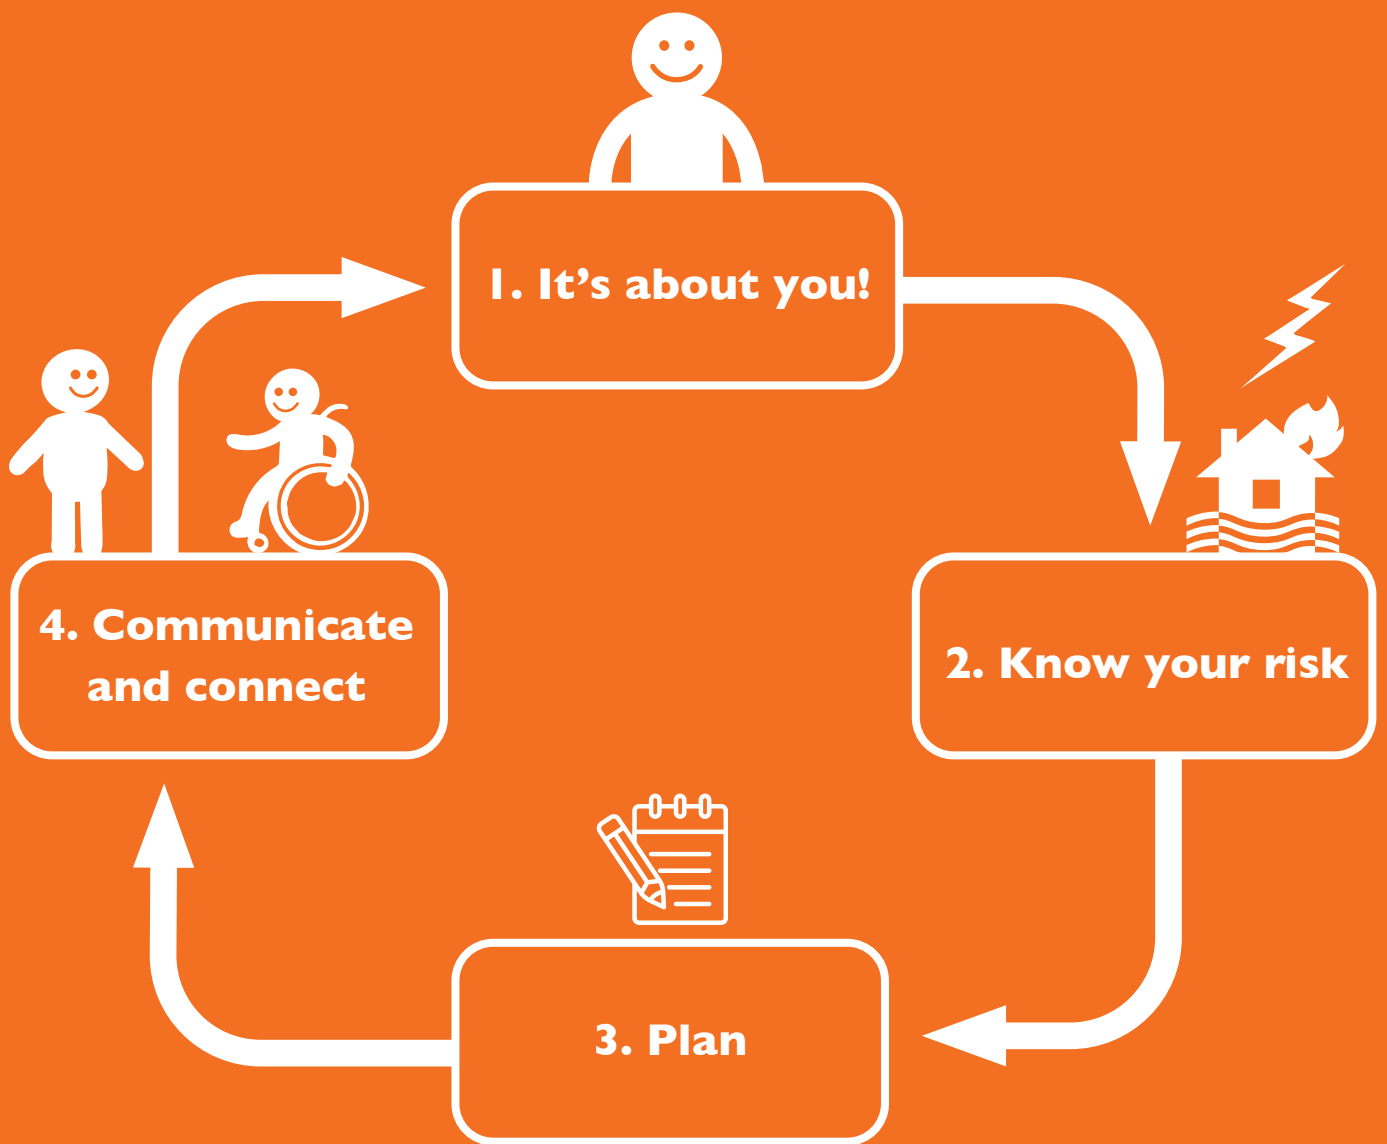 1. It’s about you!
2. Know your risk
3. Plan
4. Communicate
and connect